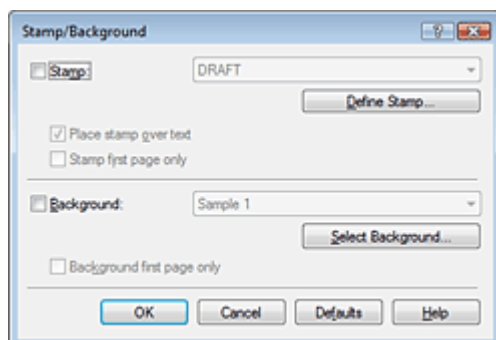 Stamp/Background
Stamp: DRAFT
Define Stamp...
Place stamp over text
Stamp first page only
Background: Sample 1
Select Background...
Background first page only
OK Cancel Defaults Help